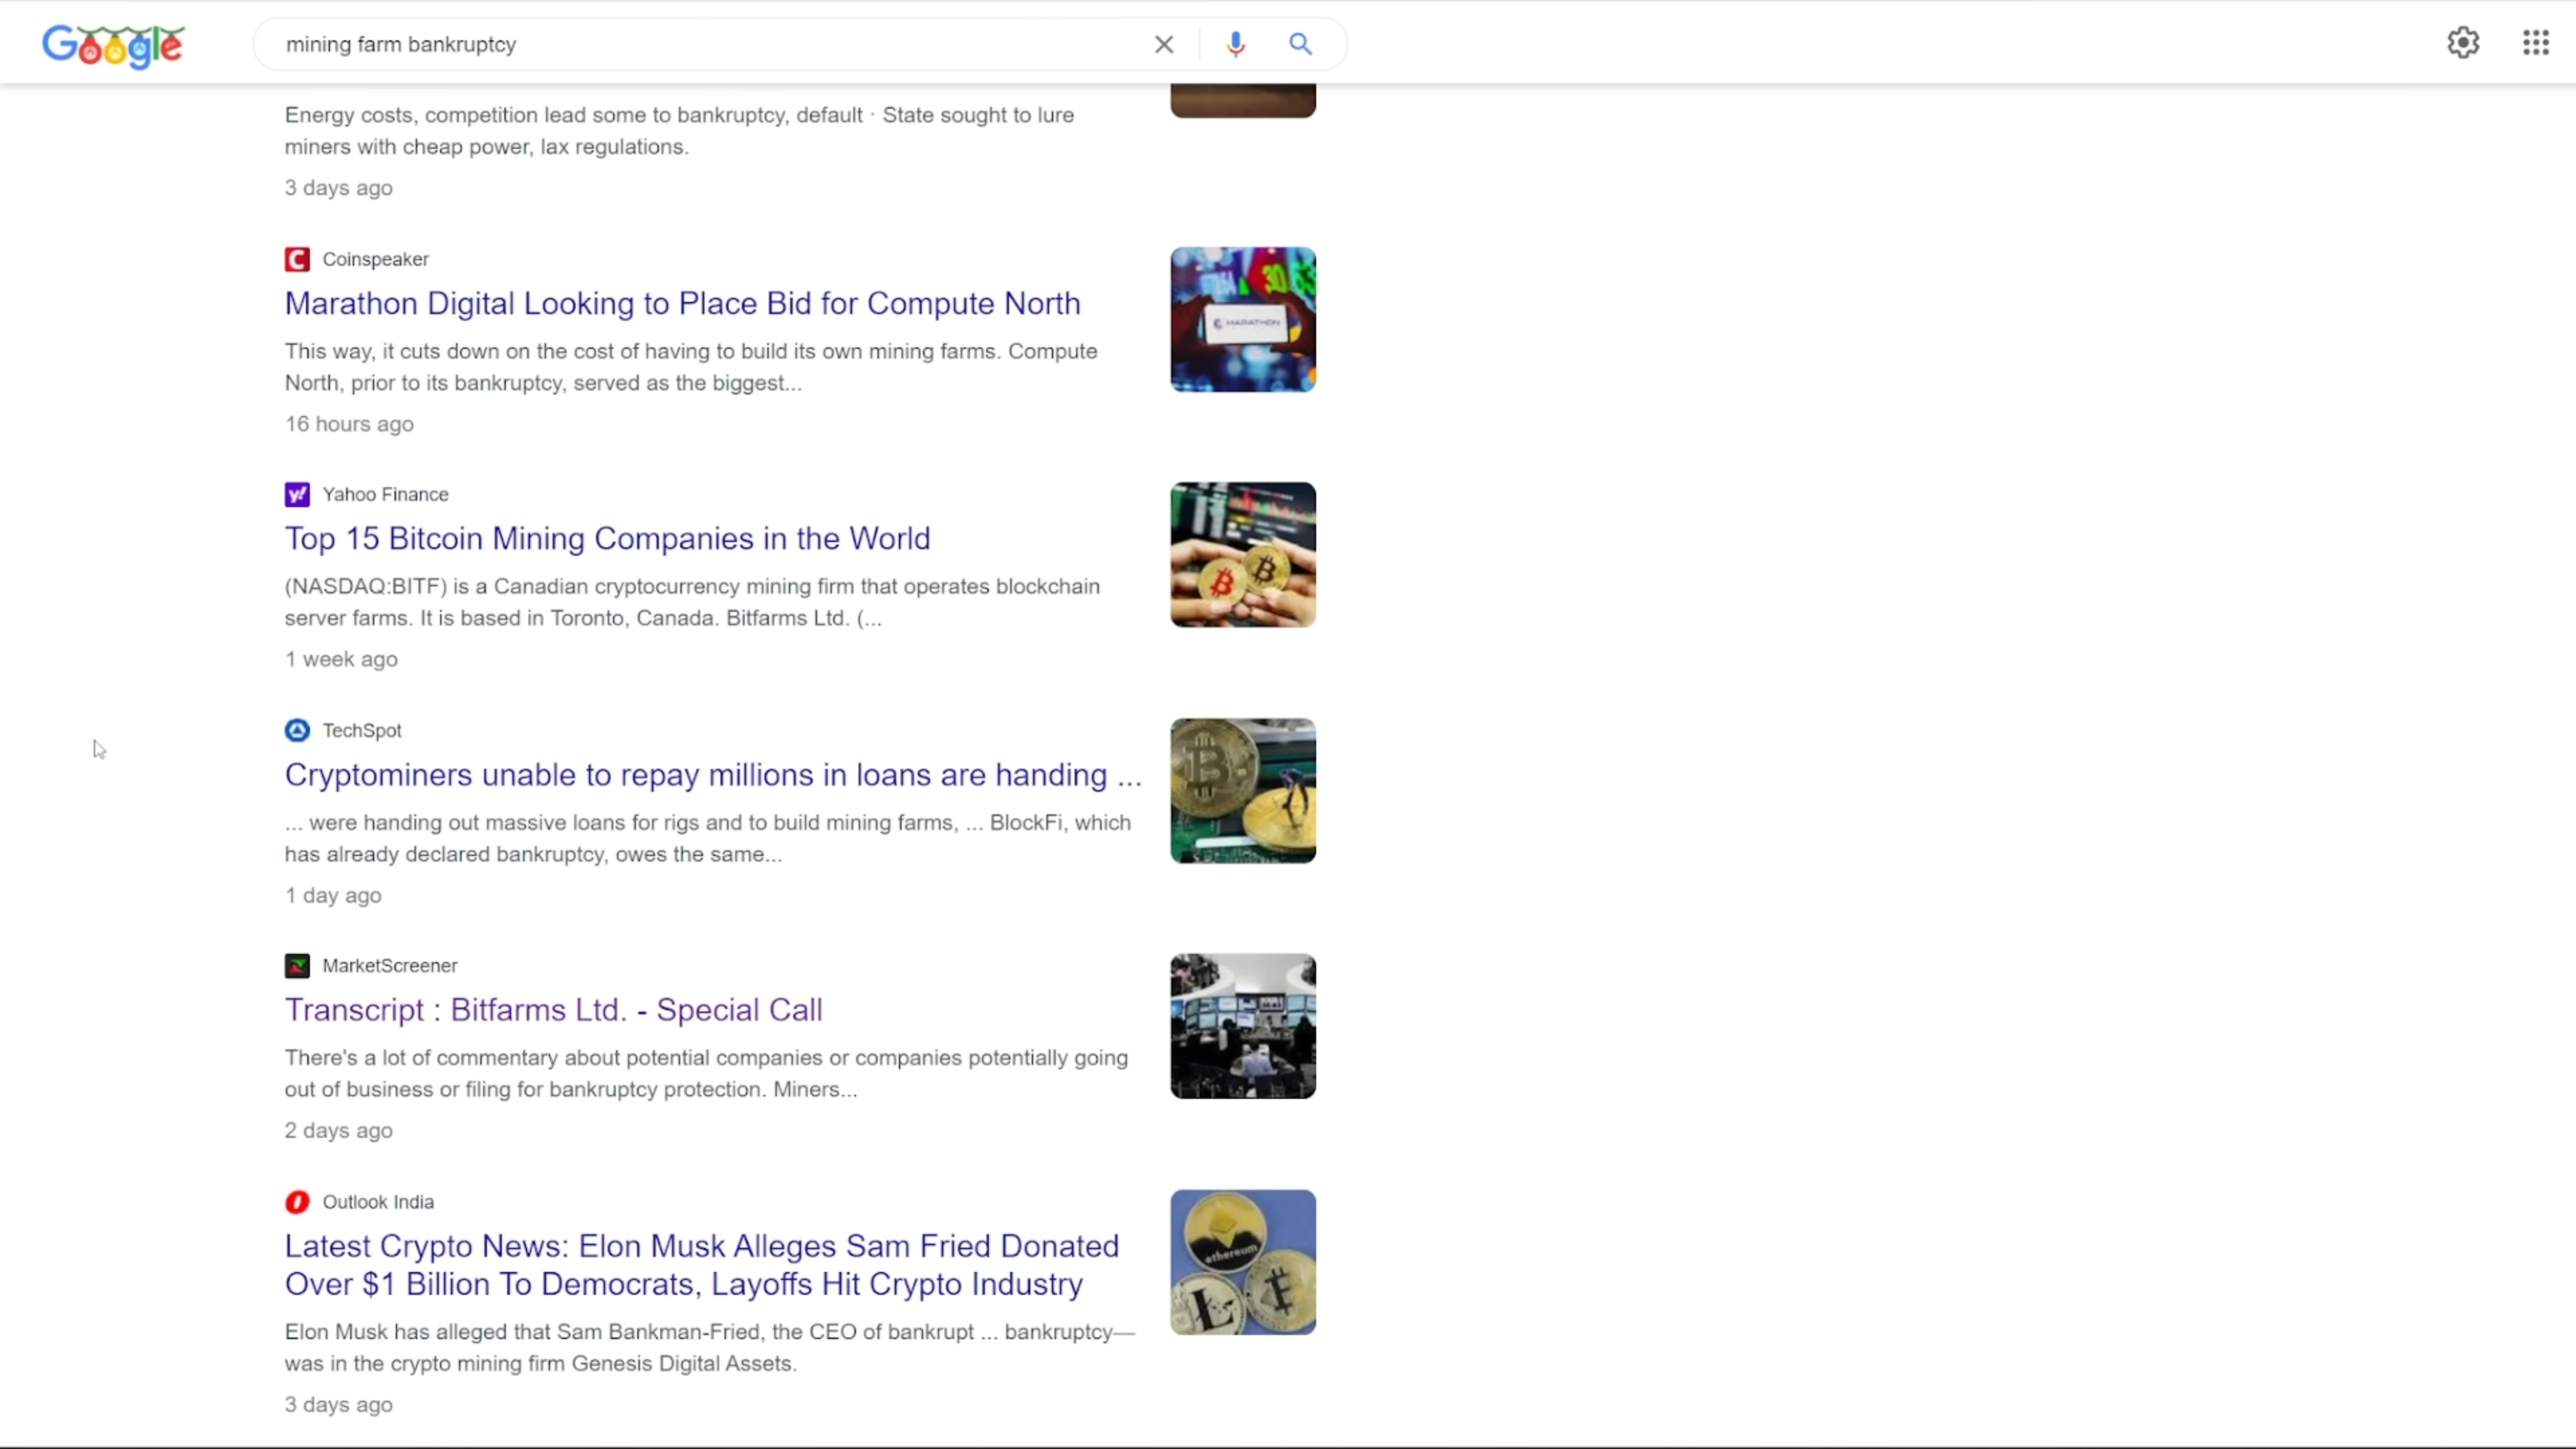 Google
mining farm bankruptcy
Energy costs, competition lead some to bankruptcy, default · State sought to lure
miners with cheap power, lax regulations.
3 days ago
Coinspeaker
Marathon Digital Looking to Place Bid for Compute North
This way, it cuts down on the cost of having to build its own mining farms. Compute
North, prior to its bankruptcy, served as the biggest...
16 hours ago
MARATHON
Yahoo Finance
Top 15 Bitcoin Mining Companies in the World
(NASDAQ:BITF) is a Canadian cryptocurrency mining firm that operates blockchain
server farms. It is based in Toronto, Canada. Bitfarms Ltd. (...
1 week ago
TechSpot
Cryptominers unable to repay millions in loans are handing ...
... were handing out massive loans for rigs and to build mining farms, ... BlockFi, which
has already declared bankruptcy, owes the same...
1 day ago
MarketScreener
Transcript : Bitfarms Ltd. - Special Call
There's a lot of commentary about potential companies or companies potentially going
out of business or filing for bankruptcy protection. Miners...
2 days ago
Outlook India
Latest Crypto News: Elon Musk Alleges Sam Fried Donated
Over $1 Billion To Democrats, Layoffs Hit Crypto Industry
Elon Musk has alleged that Sam Bankman-Fried, the CEO of bankrupt ... bankruptcy—
was in the crypto mining firm Genesis Digital Assets.
3 days ago
ethereum